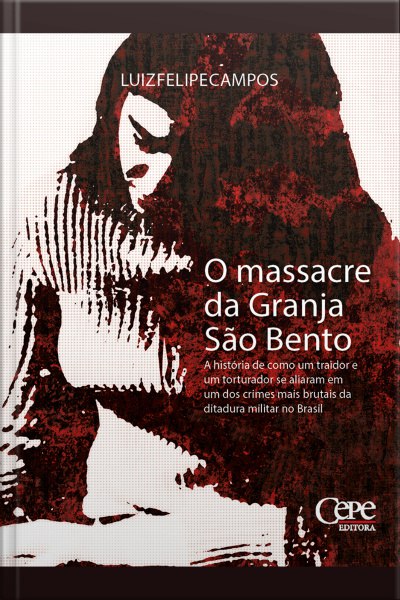 LUIZFELIPECAMPOS
O massacre
da Granja
São Bento
A história de como um traidor e
um torturador se aliaram em
um dos crimes mais brutais da
ditadura militar no Brasil
Cepe
EDITORA